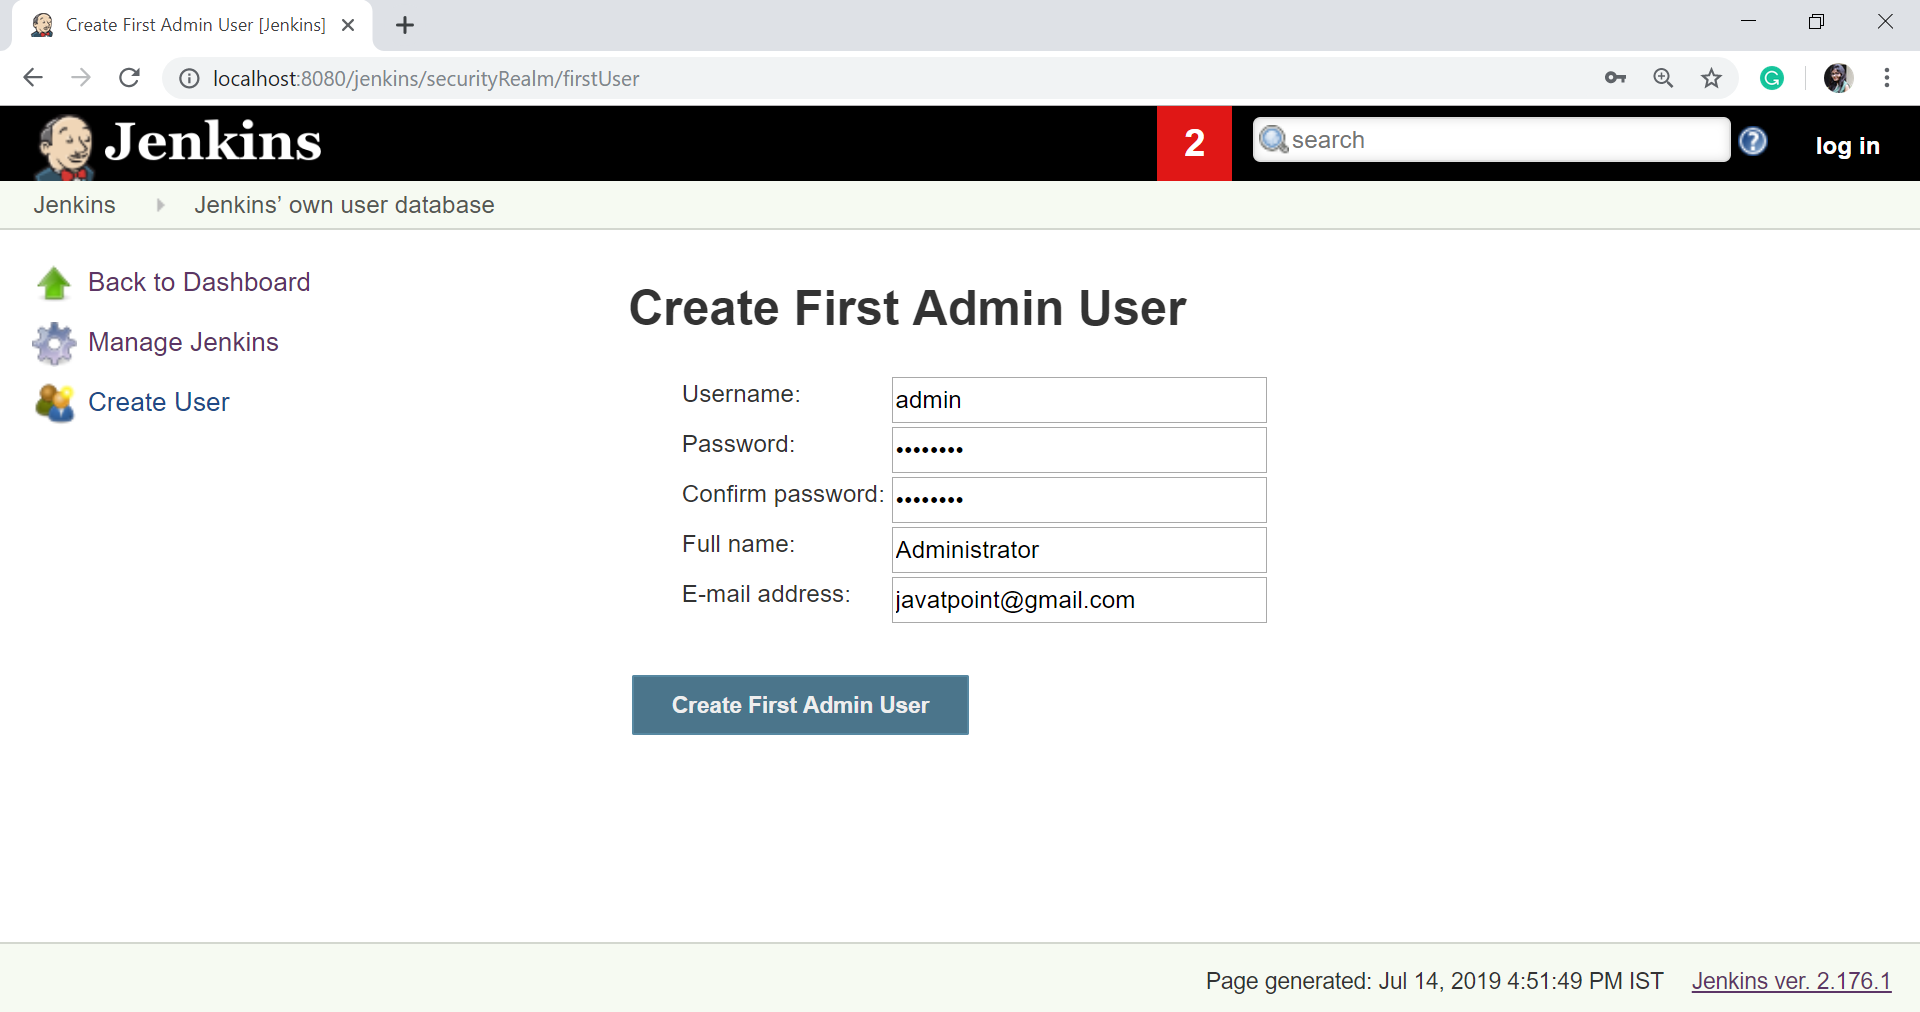 Create First Admin User [Jenkins]
localhost:8080/jenkins/securityRealm/firstUser
Jenkins
2
search
log in
Jenkins
Jenkins’ own user database
Back to Dashboard
Manage Jenkins
Create User
Create First Admin User
Username: admin
Password: ••••••••
Confirm password: ••••••••
Full name: Administrator
E-mail address: javatpoint@gmail.com
Create First Admin User
Page generated: Jul 14, 2019 4:51:49 PM IST Jenkins ver. 2.176.1